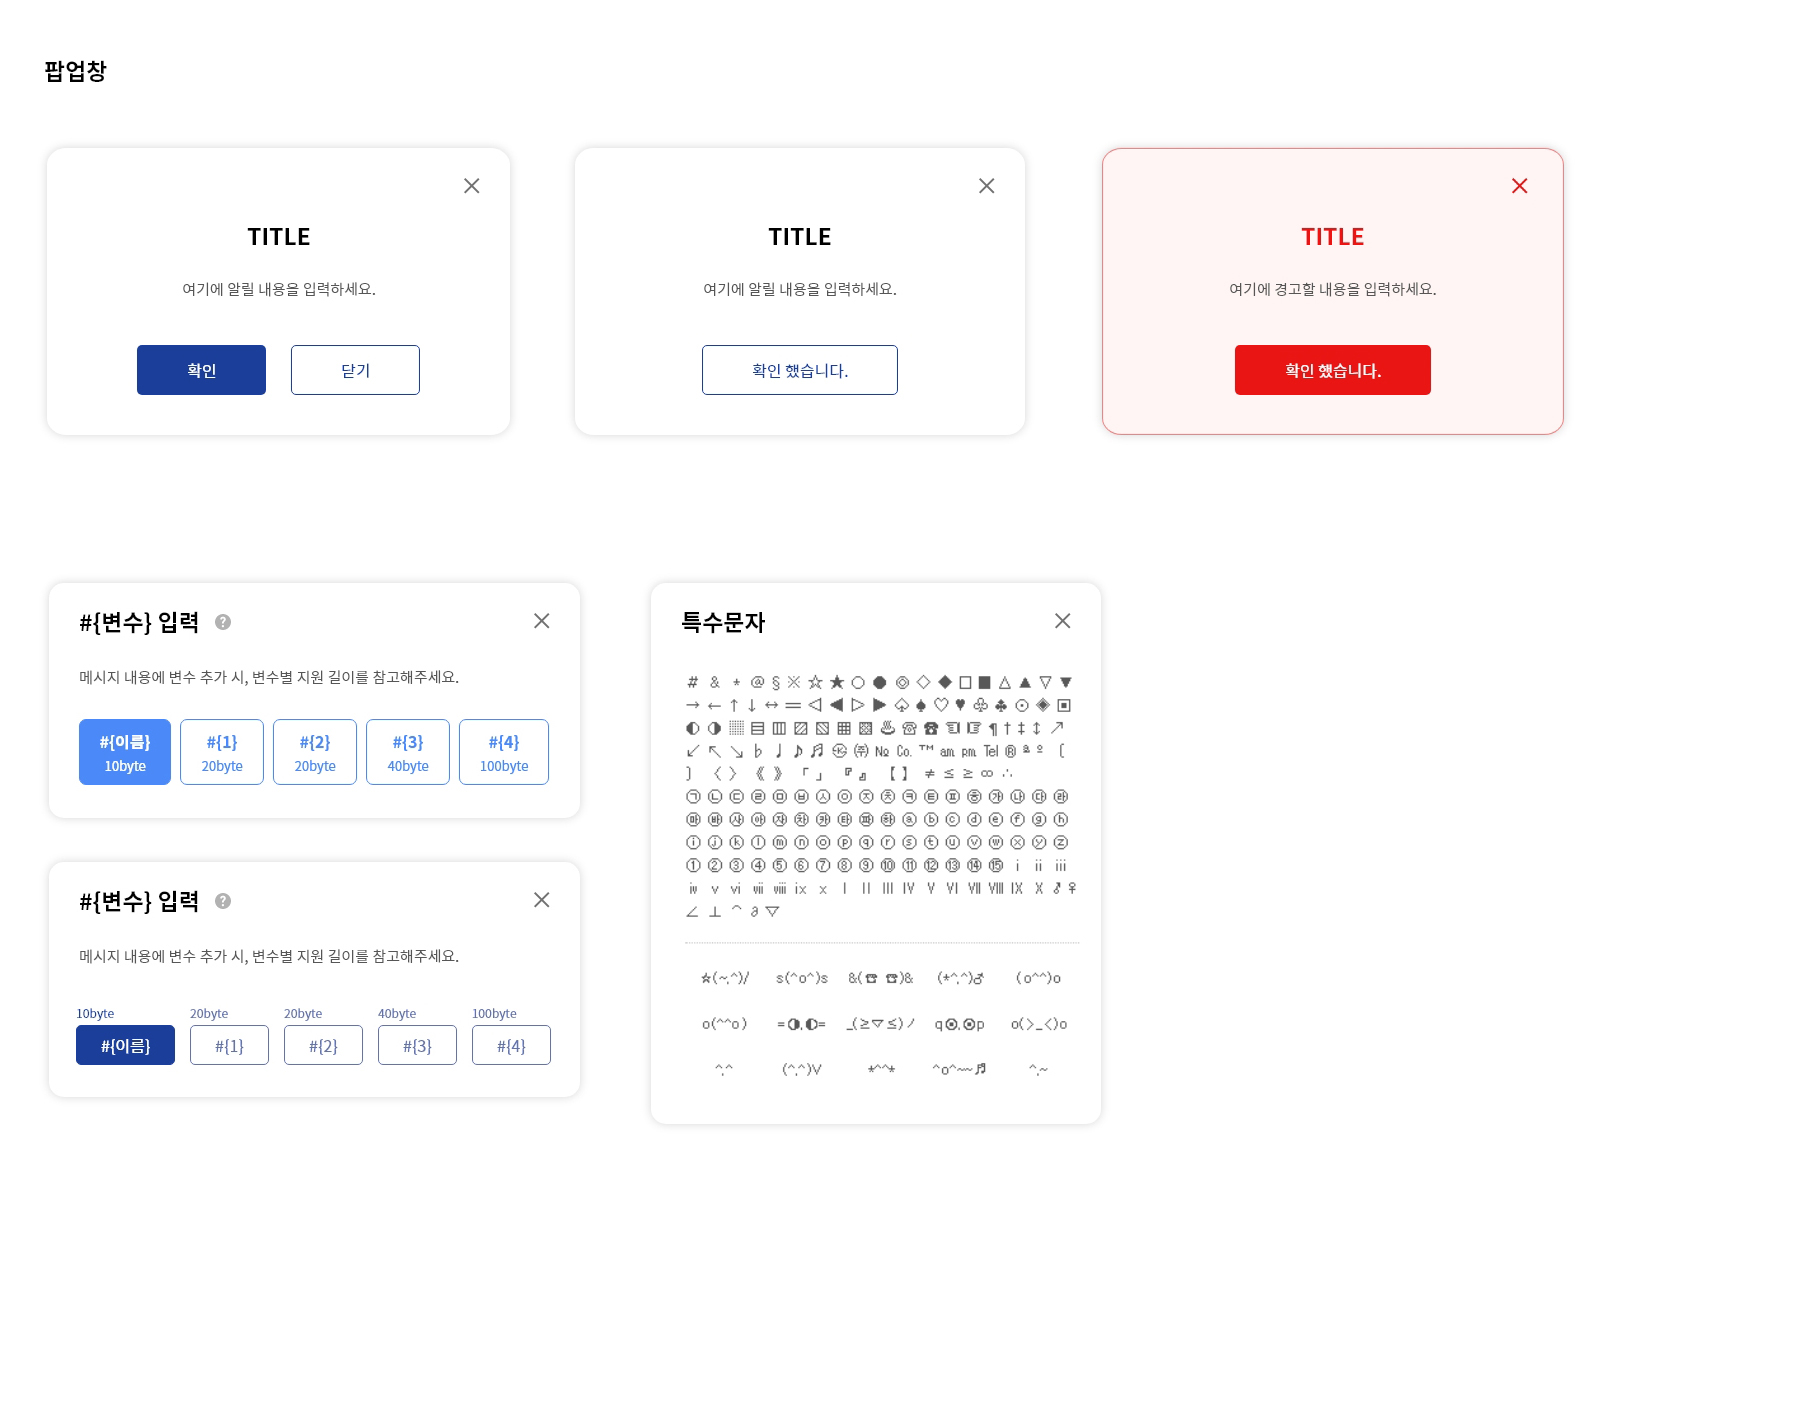 팝업창
TITLE
여기에 알릴 내용을 입력하세요.
확인 닫기
TITLE
여기에 알릴 내용을 입력하세요.
확인 했습니다.
TITLE
여기에 경고할 내용을 입력하세요.
확인 했습니다.
#{변수} 입력 ?
메시지 내용에 변수 추가 시, 변수별 지원 길이를 참고해주세요.
#{이름} #{1} #{2} #{3} #{4}
10byte 20byte 20byte 40byte 100byte
#{변수} 입력 ?
메시지 내용에 변수 추가 시, 변수별 지원 길이를 참고해주세요.
10byte 20byte 20byte 40byte 100byte
#{이름} #{1} #{2} #{3} #{4}
특수문자
# & * @ § ※ ☆ ★ ○ ● ◎ ◇ ◆ □ ■ △ ▲ ▽ ▼
→ ← ↑ ↓ ↔ 〓 ◁ ◀ ▷ ▶ ♤ ♠ ♡ ♥ ♧ ♣ ⊙ ◈ ▣
◐ ◑ ▒ ▤ ▥ ▨ ▧ ▦ ▩ ♨ ☏ ☎ ☜ ☞ ¶ † ‡ ↕ ↗
↙ ↖ ↘ ♭ ♩ ♪ ♬ ㉿ ㈜ № ㏇ ™ ㏂ ㏘ ℡ ® ª º 〔
〕 〈 〉 《 》 「 」 『 』 【 】 ≠ ≤ ≥ ∞ ∴
㉠ ㉡ ㉢ ㉣ ㉤ ㉥ ㉦ ㉧ ㉨ ㉩ ㉪ ㉫ ㉬ ㉭ ㉮ ㉯ ㉰ ㉱
㉲ ㉳ ㉴ ㉵ ㉶ ㉷ ㉸ ㉹ ㉺ ㉻ ⓐ ⓑ ⓒ ⓓ ⓔ ⓕ ⓖ ⓗ
ⓘ ⓙ ⓚ ⓛ ⓜ ⓝ ⓞ ⓟ ⓠ ⓡ ⓢ ⓣ ⓤ ⓥ ⓦ ⓧ ⓨ ⓩ
① ② ③ ④ ⑤ ⑥ ⑦ ⑧ ⑨ ⑩ ⑪ ⑫ ⑬ ⑭ ⑮ ⅰ ⅱ ⅲ
ⅳ ⅴ ⅵ ⅶ ⅷ ⅸ ⅹ Ⅰ Ⅱ Ⅲ Ⅳ Ⅴ Ⅵ Ⅶ Ⅷ Ⅸ Ⅹ ♂ ♀
∠ ⊥ ⌒ ∂ ▽
☆(~.^)/ s(^o^)s &(☎ ☎)& (*^.^)♂ (o^^)o
o(^^o) =◑.◐= _(≥▽≤)ノ q⊙.⊙p o(>_<)o
^.^ (^.^)V *^^* ^o^~~♬ ^.~